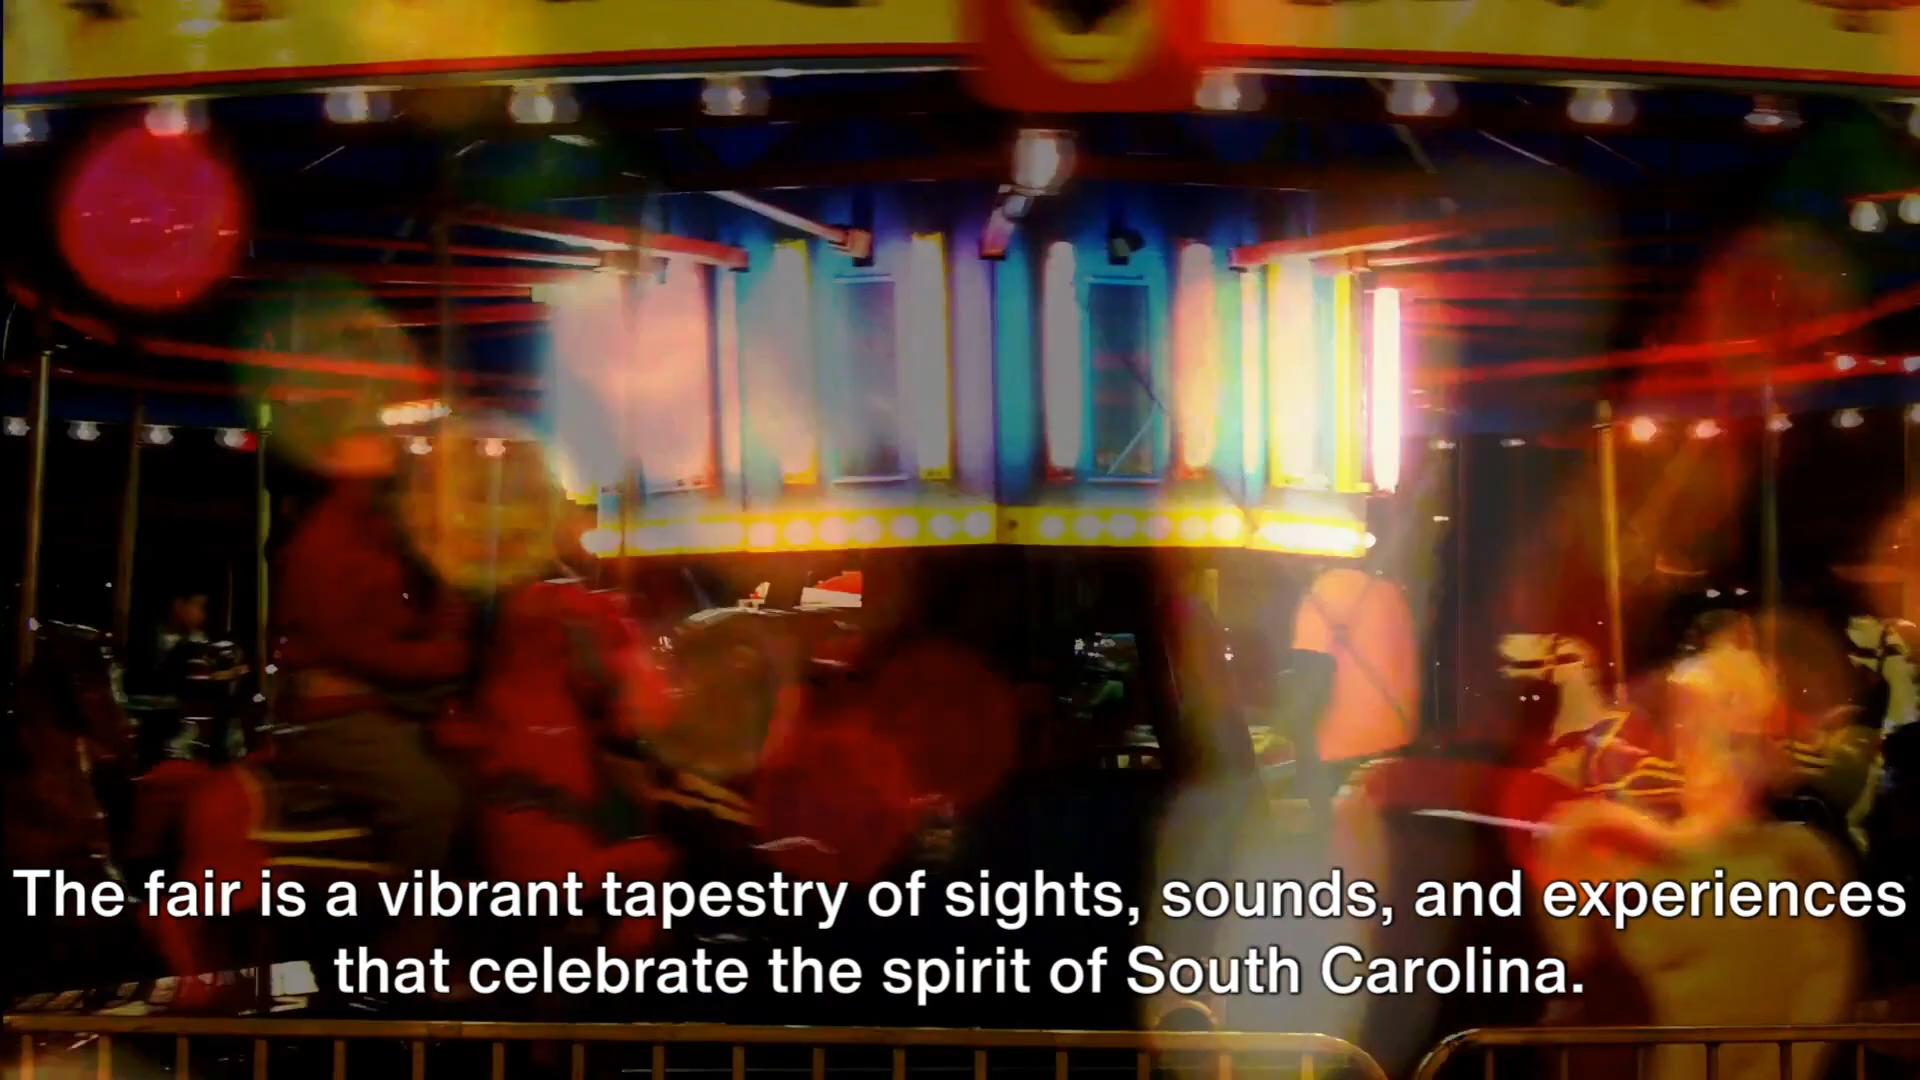 The fair is a vibrant tapestry of sights, sounds, and experiences
that celebrate the spirit of South Carolina.